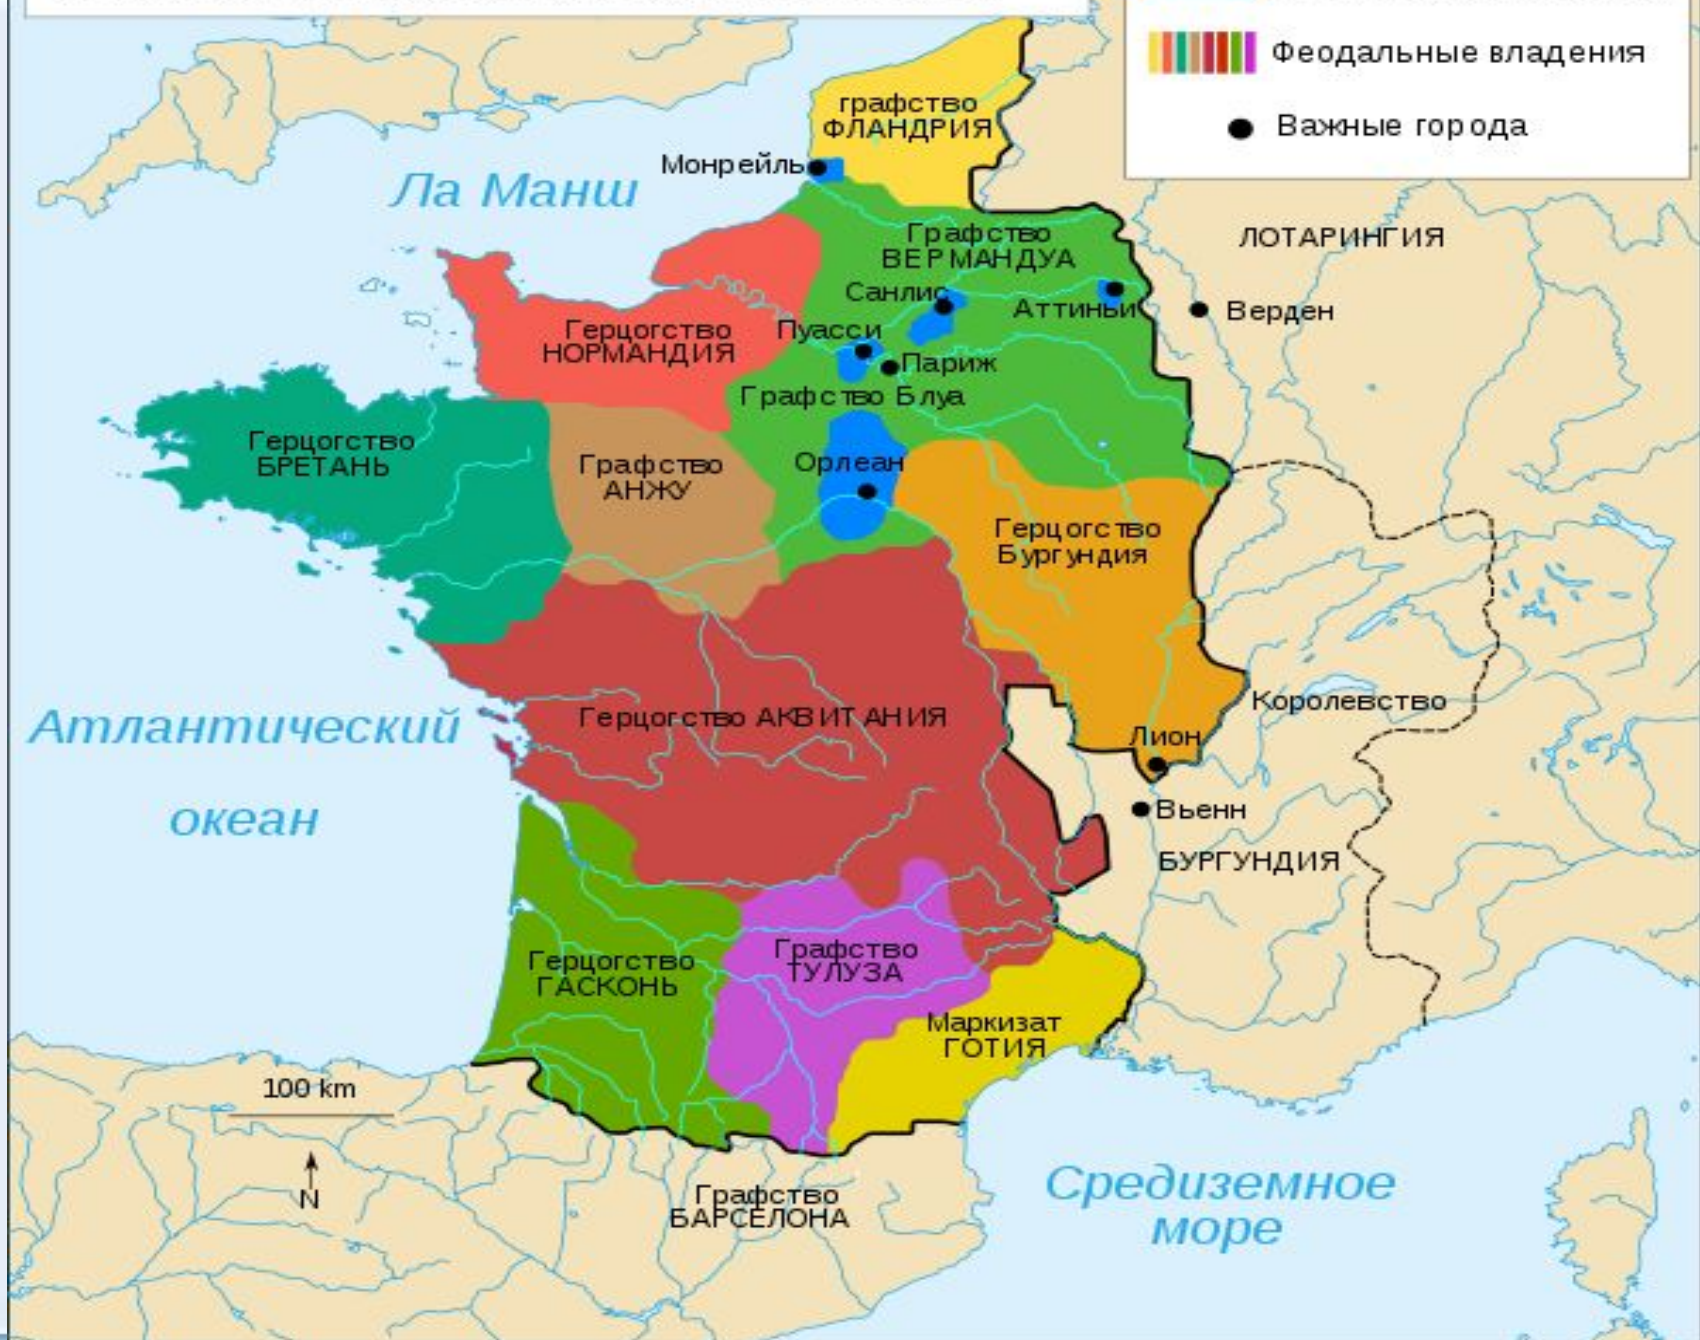 Феодальные владения
Важные города
графство
ФЛАНДРИЯ
Монрейль
Ла Манш
Графство
ВЕРМАНДУА
ЛОТАРИНГИЯ
Санлис
Аттиньи
Верден
Пуасси
Герцогство
НОРМАНДИЯ
Париж
Графство Блуа
Герцогство
БРЕТАНЬ
Графство
АНЖУ
Орлеан
Герцогство
Бургундия
Королевство
Атлантический
океан
Герцогство АКВИТАНИЯ
Лион
Вьенн
БУРГУНДИЯ
Герцогство
ГАСКОНЬ
Графство
ТУЛУЗА
Маркизат
ГОТИЯ
100 km
N
Графство
БАРСЕЛОНА
Средиземное
море